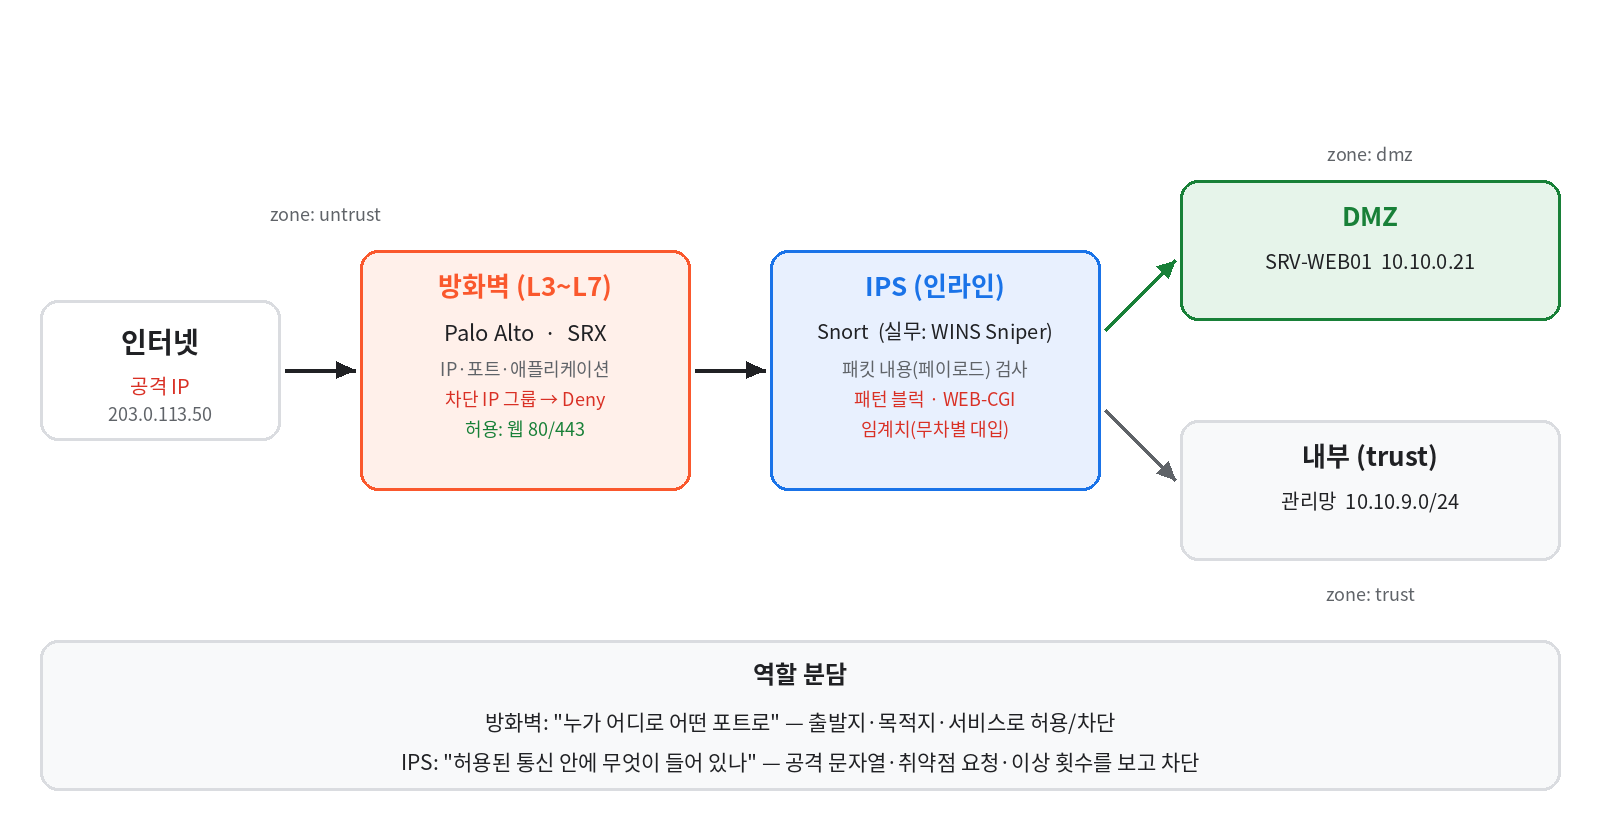 zone: untrust
인터넷
공격 IP
203.0.113.50
방화벽 (L3~L7)
Palo Alto · SRX
IP·포트·애플리케이션
차단 IP 그룹 → Deny
허용: 웹 80/443
IPS (인라인)
Snort (실무: WINS Sniper)
패킷 내용(페이로드) 검사
패턴 블럭 · WEB-CGI
임계치(무차별 대입)
zone: dmz
DMZ
SRV-WEB01 10.10.0.21
내부 (trust)
관리망 10.10.9.0/24
zone: trust
역할 분담
방화벽: "누가 어디로 어떤 포트로" — 출발지·목적지·서비스로 허용/차단
IPS: "허용된 통신 안에 무엇이 들어 있나" — 공격 문자열·취약점 요청·이상 횟수를 보고 차단